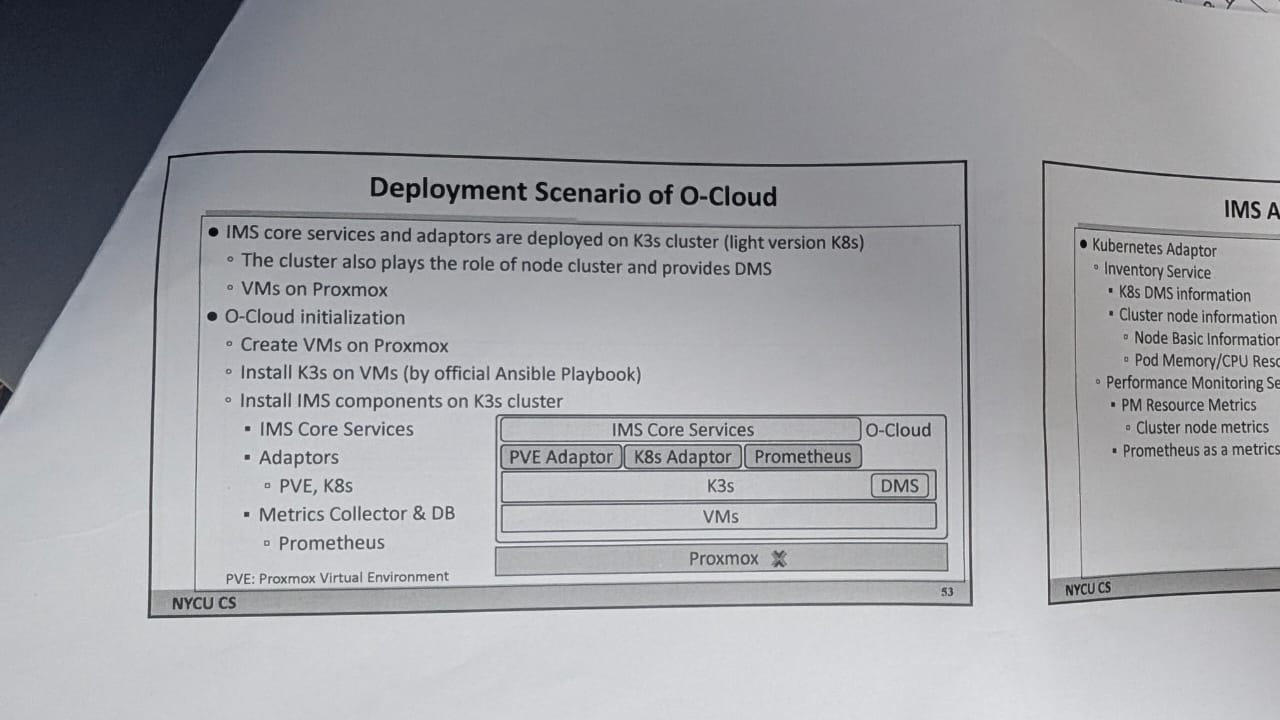 Deployment Scenario of O-Cloud
● IMS core services and adaptors are deployed on K3s cluster (light version K8s)
◦ The cluster also plays the role of node cluster and provides DMS
◦ VMs on Proxmox
● O-Cloud initialization
◦ Create VMs on Proxmox
◦ Install K3s on VMs (by official Ansible Playbook)
◦ Install IMS components on K3s cluster
▪ IMS Core Services
▪ Adaptors
▫ PVE, K8s
▪ Metrics Collector & DB
▫ Prometheus
PVE: Proxmox Virtual Environment
IMS Core Services O-Cloud
PVE Adaptor K8s Adaptor Prometheus
K3s DMS
VMs
Proxmox
NYCU CS 53
IMS A
● Kubernetes Adaptor
◦ Inventory Service
▪ K8s DMS information
▪ Cluster node information
▫ Node Basic Information
▫ Pod Memory/CPU Reso
◦ Performance Monitoring Se
▪ PM Resource Metrics
▫ Cluster node metrics
▪ Prometheus as a metrics
NYCU CS